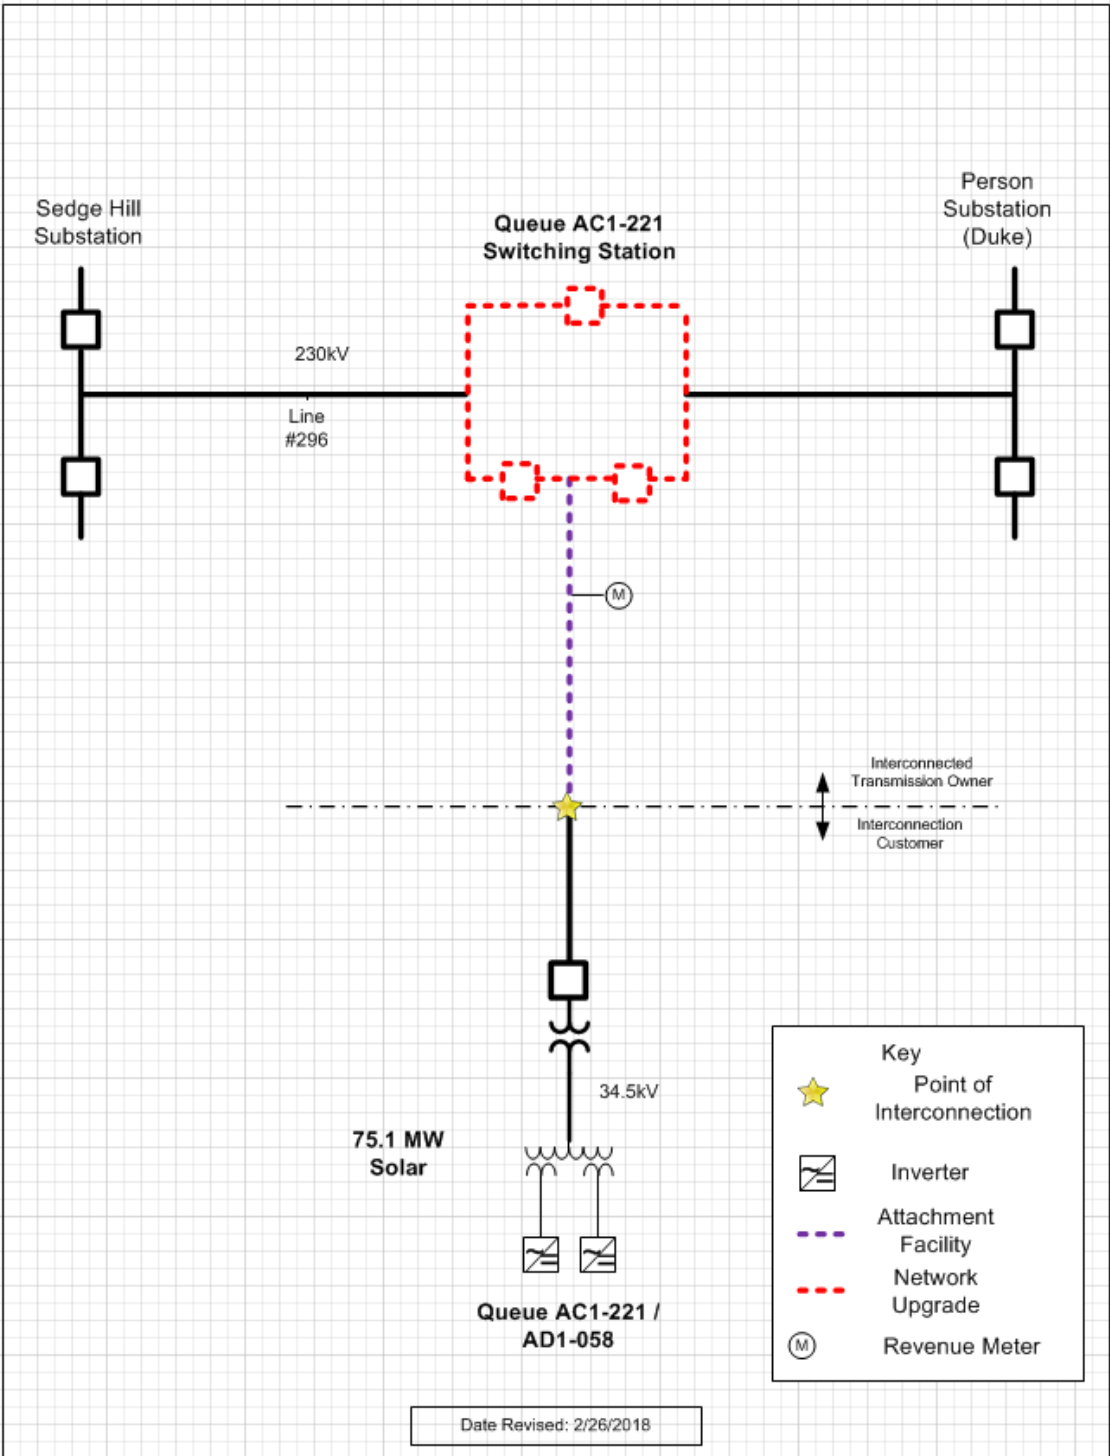 Sedge Hill
Substation
Queue AC1-221
Switching Station
Person
Substation
(Duke)
230kV
Line
#296
M
Interconnected
Transmission Owner
Interconnection
Customer
34.5kV
75.1 MW
Solar
Queue AC1-221 /
AD1-058
Key
Point of
Interconnection
Inverter
Attachment
Facility
Network
Upgrade
M
Revenue Meter
Date Revised: 2/26/2018